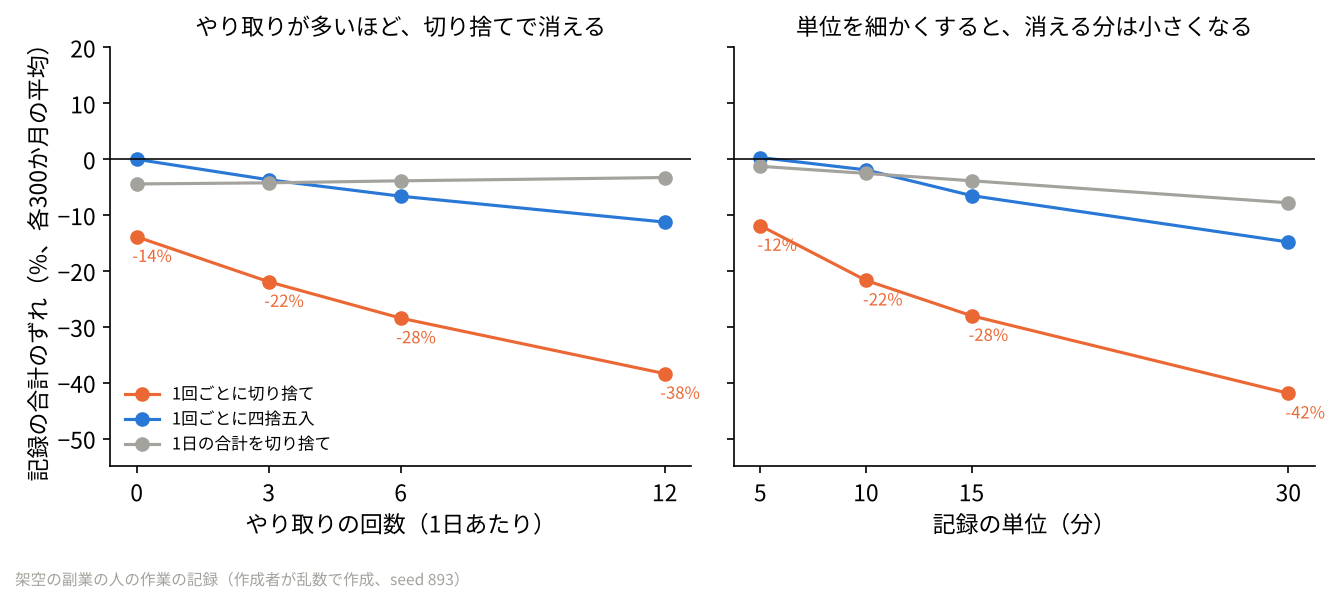 やり取りが多いほど、切り捨てで消える
単位を細かくすると、消える分は小さくなる
記録の合計のずれ（%、各300か月の平均）
20
10
0
−10
−20
−30
−40
−50
-14%
-22%
-28%
-38%
1回ごとに切り捨て
1回ごとに四捨五入
1日の合計を切り捨て
0 3 6 12
やり取りの回数（1日あたり）
-12%
-22%
-28%
-42%
5 10 15 30
記録の単位（分）
架空の副業の人の作業の記録（作成者が乱数で作成、seed 893）